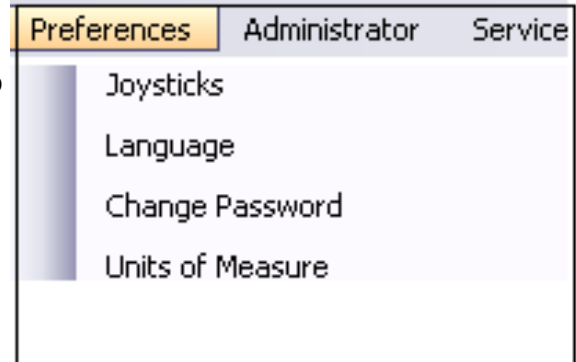 Preferences Administrator Service
Joysticks
Language
Change Password
Units of Measure